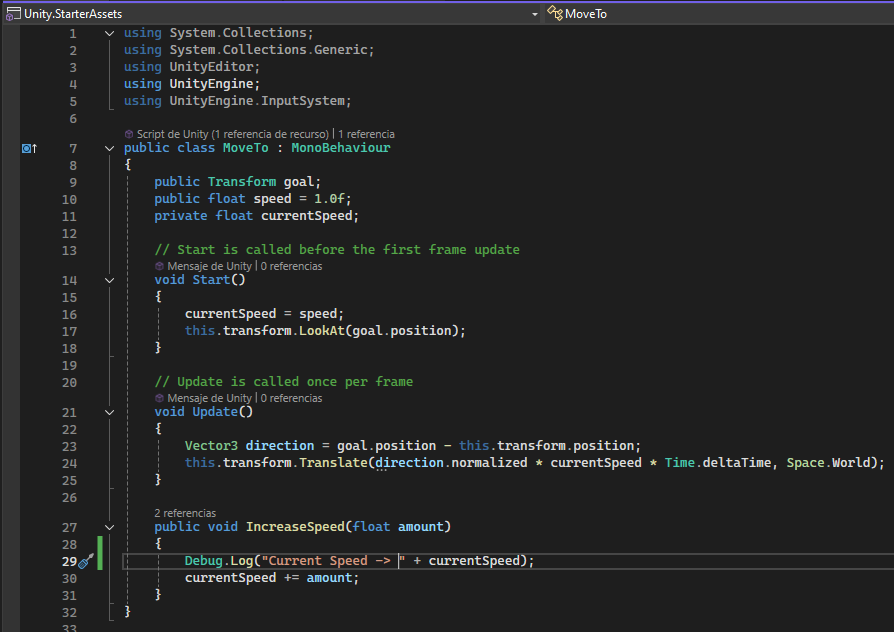 Unity.StarterAssets MoveTo
1 using System.Collections;
2 using System.Collections.Generic;
3 using UnityEditor;
4 using UnityEngine;
5 using UnityEngine.InputSystem;
6
Script de Unity (1 referencia de recurso) | 1 referencia
7 public class MoveTo : MonoBehaviour
8 {
9 public Transform goal;
10 public float speed = 1.0f;
11 private float currentSpeed;
12
13 // Start is called before the first frame update
Mensaje de Unity | 0 referencias
14 void Start()
15 {
16 currentSpeed = speed;
17 this.transform.LookAt(goal.position);
18 }
19
20 // Update is called once per frame
Mensaje de Unity | 0 referencias
21 void Update()
22 {
23 Vector3 direction = goal.position - this.transform.position;
24 this.transform.Translate(direction.normalized * currentSpeed * Time.deltaTime, Space.World);
25 }
26
2 referencias
27 public void IncreaseSpeed(float amount)
28 {
29 Debug.Log("Current Speed -> " + currentSpeed);
30 currentSpeed += amount;
31 }
32 }
33